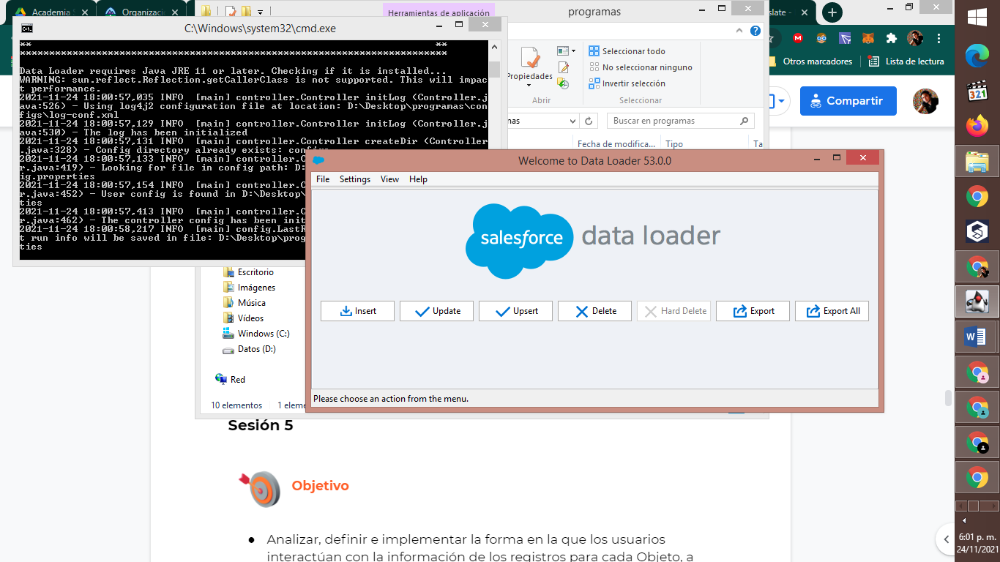 Academia S
Organizaci
Herramientas de aplicación
programas
slate -
C:\Windows\system32\cmd.exe
** **
Data Loader requires Java JRE 11 or later. Checking if it is installed...
WARNING: sun.reflect.Reflection.getCallerClass is not supported. This will impac
t performance.
2021-11-24 18:00:57,035 INFO [main] controller.Controller initLog (Controller.j
ava:526) - Using log4j2 configuration file at location: D:\Desktop\programas\con
figs\log-conf.xml
2021-11-24 18:00:57,129 INFO [main] controller.Controller initLog (Controller.j
ava:530) - The log has been initialized
2021-11-24 18:00:57,131 INFO [main] controller.Controller createDir (Controller
.java:328) - Config directory already exists: configs
2021-11-24 18:00:57,133 INFO [main] controller.C
r.java:419) - Looking for file in config path: D:
ig.properties
2021-11-24 18:00:57,154 INFO [main] controller.C
r.java:452) - User config is found in D:\Desktop\
ties
2021-11-24 18:00:57,413 INFO [main] controller.C
r.java:462) - The controller config has been init
2021-11-24 18:00:58,217 INFO [main] config.LastR
t run info will be saved in file: D:\Desktop\prog
ties
Propiedades
Abrir
Seleccionar todo
No seleccionar ninguno
Invertir selección
Seleccionar
Otros marcadores
Lista de lectura
Compartir
mas
Buscar en programas
Fecha de modifica...
Tipo
Ta
Welcome to Data Loader 53.0.0
File Settings View Help
salesforce data loader
Insert
Update
Upsert
Delete
Hard Delete
Export
Export All
Please choose an action from the menu.
Escritorio
Imágenes
Música
Vídeos
Windows (C:)
Datos (D:)
Red
10 elementos
1 eleme
Sesión 5
Objetivo
● Analizar, definir e implementar la forma en la que los usuarios
interactúan con la información de los registros para cada Objeto, a
321
6:01 p. m.
24/11/2021